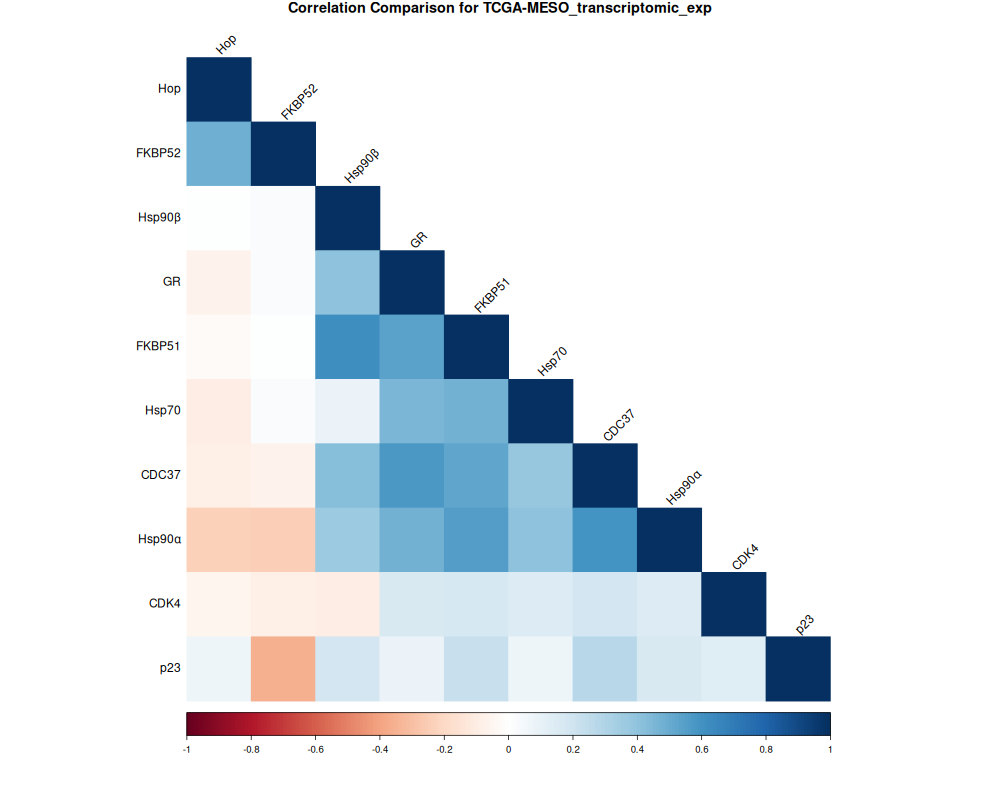 Correlation Comparison for TCGA-MESO_transcriptomic_exp
Hop
FKBP52
Hsp90β
GR
FKBP51
Hsp70
CDC37
Hsp90α
CDK4
p23
Hop
FKBP52
Hsp90β
GR
FKBP51
Hsp70
CDC37
Hsp90α
CDK4
p23
-1 -0.8 -0.6 -0.4 -0.2 0 0.2 0.4 0.6 0.8 1